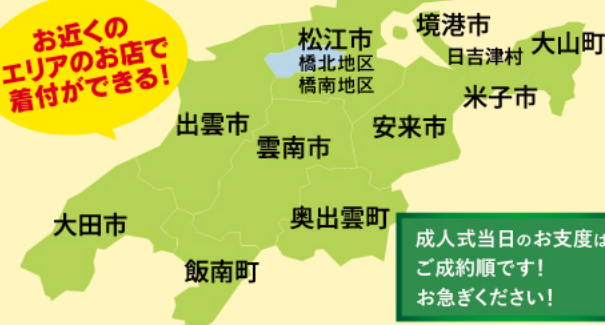 お近くの
エリアのお店で
着付ができる!
松江市
橋北地区
橋南地区
境港市
日吉津村
大山町
米子市
出雲市
雲南市
安来市
大田市
奥出雲町
飯南町
成人式当日のお支度は
ご成約順です!
お急ぎください!